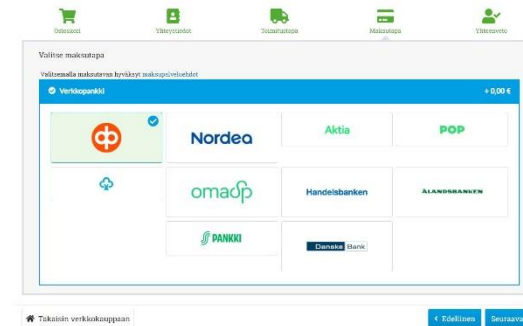 Ostoskori
Yhteystiedot
Toimitustapa
Maksutapa
Yhteenveto
Valitse maksutapa
Valitsemalla maksutavan hyväksyt maksupalveluehdot
Verkkopankki
+ 0,00 €
Nordea
Aktia
POP
omasp
Handelsbanken
ÅLANDSBANKEN
S PANKKI
Danske Bank
Takaisin verkkokauppaan
Edellinen
Seuraava